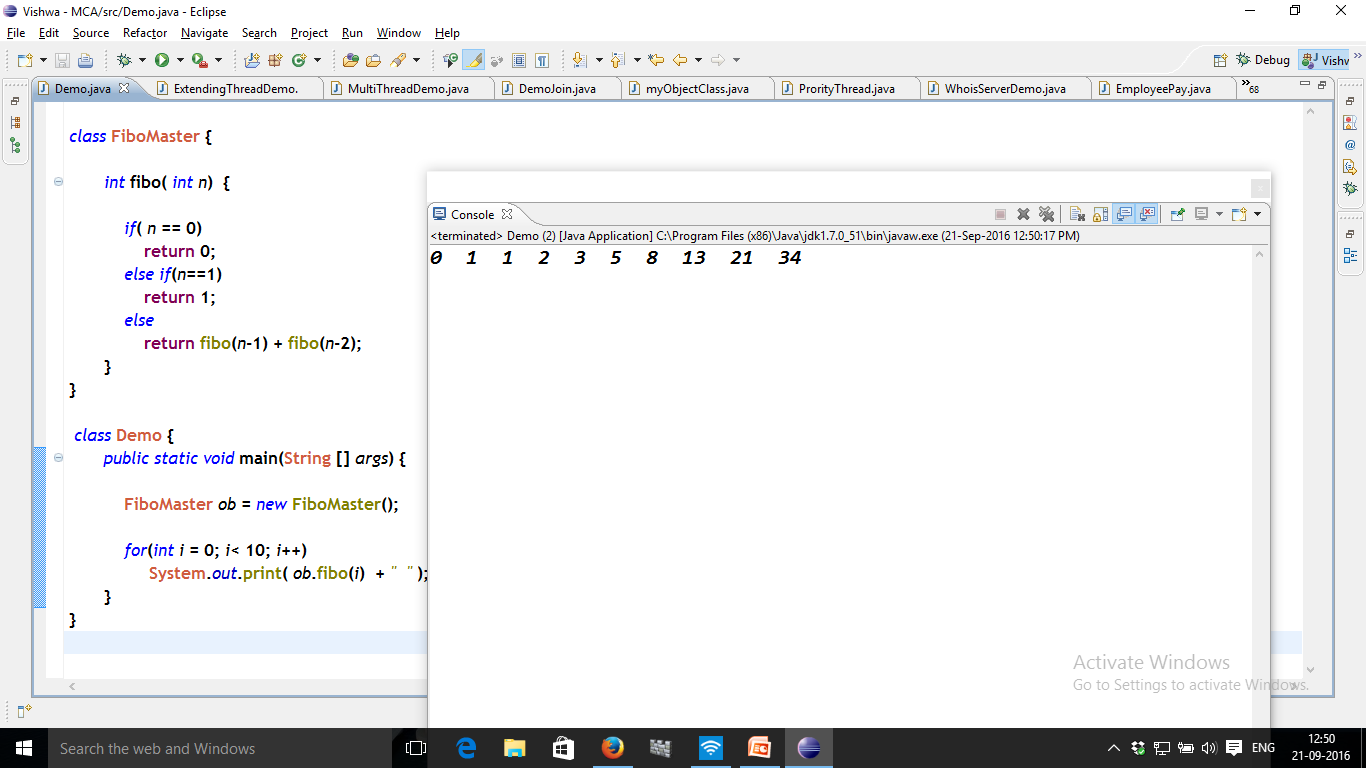 Vishwa - MCA/src/Demo.java - Eclipse
File Edit Source Refactor Navigate Search Project Run Window Help
Debug Vishw
Demo.java ExtendingThreadDemo. MultiThreadDemo.java DemoJoin.java myObjectClass.java ProrityThread.java WhoisServerDemo.java EmployeePay.java »68
class FiboMaster {
int fibo( int n) {
if( n == 0)
return 0;
else if(n==1)
return 1;
else
return fibo(n-1) + fibo(n-2);
}
}
class Demo {
public static void main(String [] args) {
FiboMaster ob = new FiboMaster();
for(int i = 0; i< 10; i++)
System.out.print( ob.fibo(i) + " " );
}
}
Console
<terminated> Demo (2) [Java Application] C:\Program Files (x86)\Java\jdk1.7.0_51\bin\javaw.exe (21-Sep-2016 12:50:17 PM)
0 1 1 2 3 5 8 13 21 34
Activate Windows
Go to Settings to activate Windows.
Search the web and Windows
ENG
12:50
21-09-2016